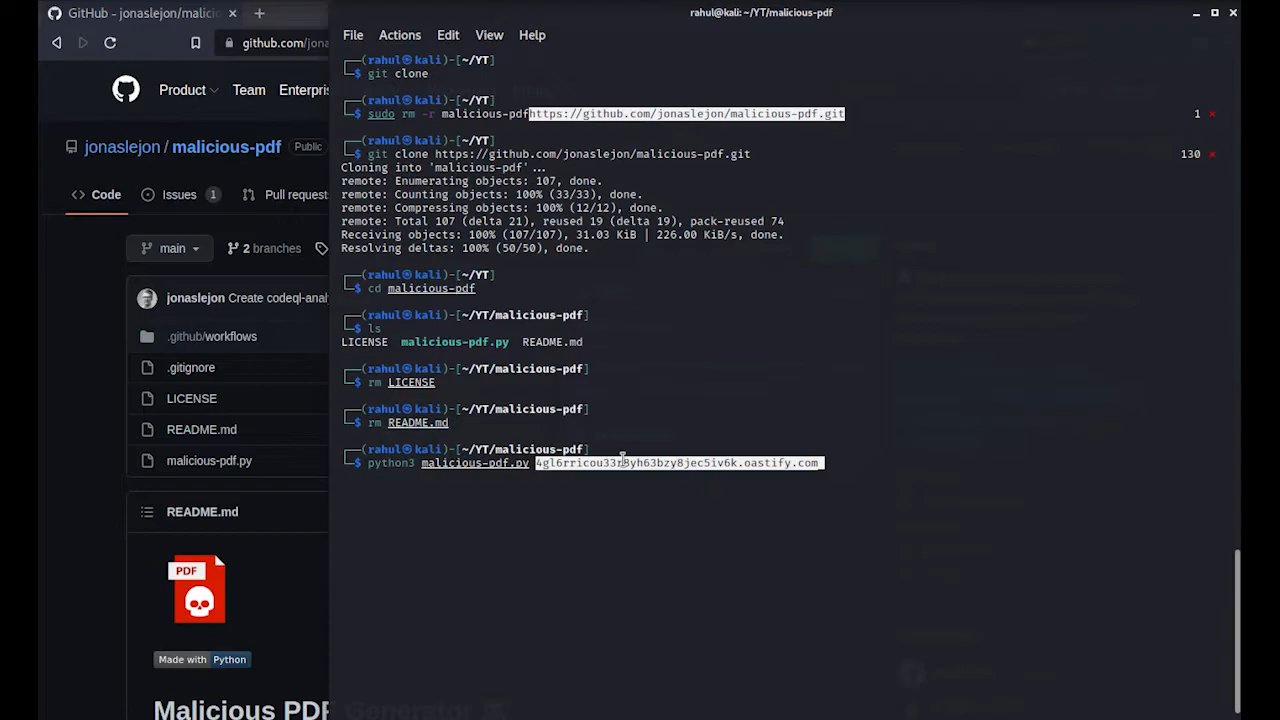 GitHub - jonaslejon/malicio
rahul@kali: ~/YT/malicious-pdf
github.com/jona
File Actions Edit View Help
Product Team Enterpris
jonaslejon / malicious-pdf Public
Code Issues 1 Pull request
main 2 branches
jonaslejon Create codeql-anal
.github/workflows
.gitignore
LICENSE
README.md
malicious-pdf.py
README.md
PDF
Made with Python
Malicious PDF Generator
┌──(rahul㉿kali)-[~/YT]
└─$ git clone
┌──(rahul㉿kali)-[~/YT]
└─$ sudo rm -r malicious-pdfhttps://github.com/jonaslejon/malicious-pdf.git 1 ⨯
┌──(rahul㉿kali)-[~/YT]
└─$ git clone https://github.com/jonaslejon/malicious-pdf.git 130 ⨯
Cloning into 'malicious-pdf'...
remote: Enumerating objects: 107, done.
remote: Counting objects: 100% (33/33), done.
remote: Compressing objects: 100% (12/12), done.
remote: Total 107 (delta 21), reused 19 (delta 19), pack-reused 74
Receiving objects: 100% (107/107), 31.03 KiB | 226.00 KiB/s, done.
Resolving deltas: 100% (50/50), done.
┌──(rahul㉿kali)-[~/YT]
└─$ cd malicious-pdf
┌──(rahul㉿kali)-[~/YT/malicious-pdf]
└─$ ls
LICENSE malicious-pdf.py README.md
┌──(rahul㉿kali)-[~/YT/malicious-pdf]
└─$ rm LICENSE
┌──(rahul㉿kali)-[~/YT/malicious-pdf]
└─$ rm README.md
┌──(rahul㉿kali)-[~/YT/malicious-pdf]
└─$ python3 malicious-pdf.py